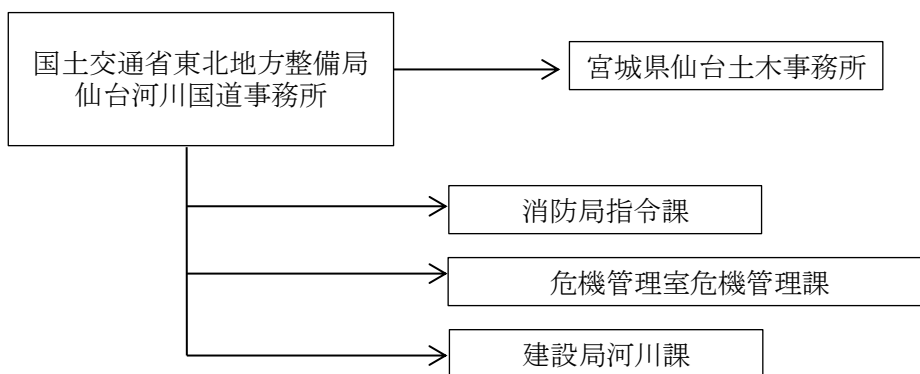 国土交通省東北地方整備局
仙台河川国道事務所
宮城県仙台土木事務所
消防局指令課
危機管理室危機管理課
建設局河川課